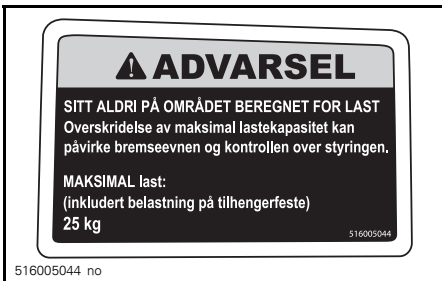 ADVARSEL
SITT ALDRI PÅ OMRÅDET BEREGNET FOR LAST
Overskridelse av maksimal lastekapasitet kan
påvirke bremseevnen og kontrollen over styringen.
MAKSIMAL last:
(inkludert belastning på tilhengerfeste)
25 kg
516005044
516005044 no